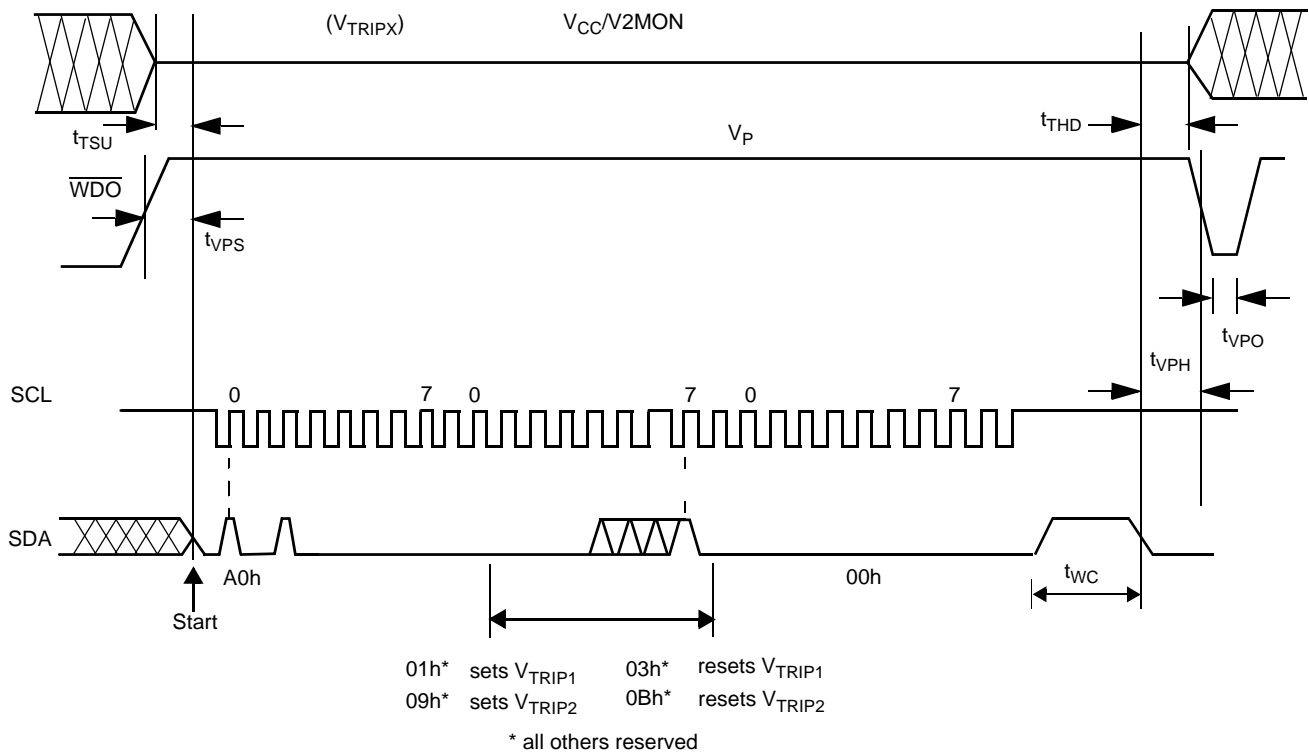 (VTRIPX) VCC/V2MON
tTSU
tTHD
VP
WDO
tVPS
tVPO
tVPH
SCL 0 7 0 7 0 7
SDA
A0h
00h
tWC
Start
01h* sets VTRIP1 03h* resets VTRIP1
09h* sets VTRIP2 0Bh* resets VTRIP2
* all others reserved